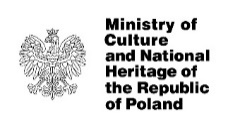 Ministry of
Culture
and National
Heritage of
the Republic
of Poland